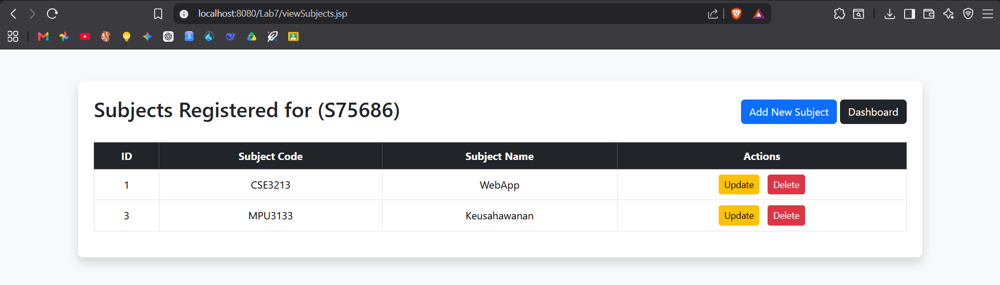 localhost:8080/Lab7/viewSubjects.jsp
3
Subjects Registered for (S75686)
Add New Subject
Dashboard
ID Subject Code Subject Name Actions
1 CSE3213 WebApp Update Delete
3 MPU3133 Keusahawanan Update Delete